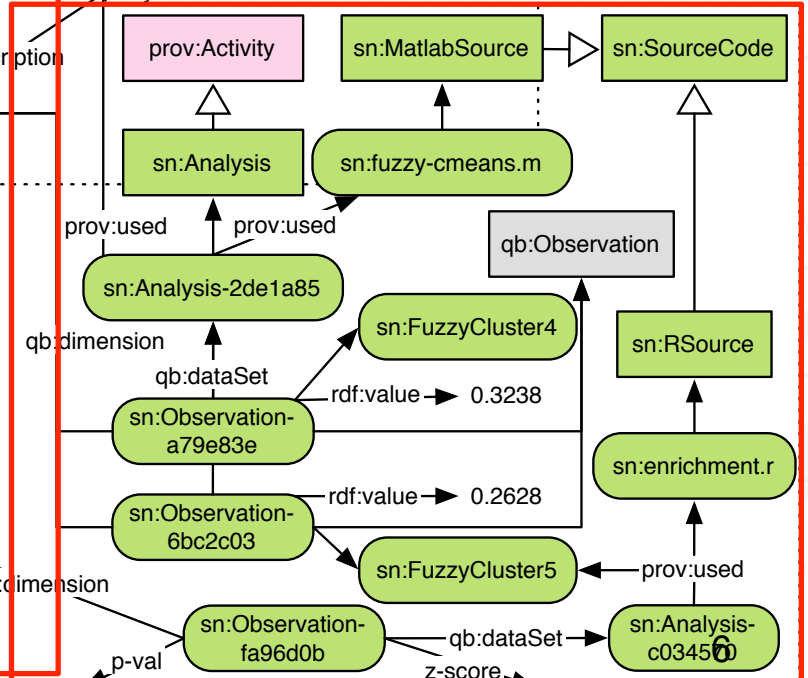 ription
prov:Activity
sn:MatlabSource
sn:SourceCode
sn:Analysis
sn:fuzzy-cmeans.m
prov:used
prov:used
qb:Observation
sn:Analysis-2de1a85
sn:FuzzyCluster4
qb:dimension
sn:RSource
qb:dataSet
rdf:value
0.3238
sn:Observation-
a79e83e
sn:enrichment.r
rdf:value
0.2628
sn:Observation-
6bc2c03
sn:FuzzyCluster5
prov:used
:dimension
sn:Observation-
fa96d0b
qb:dataSet
sn:Analysis-
6
p-val
z-score